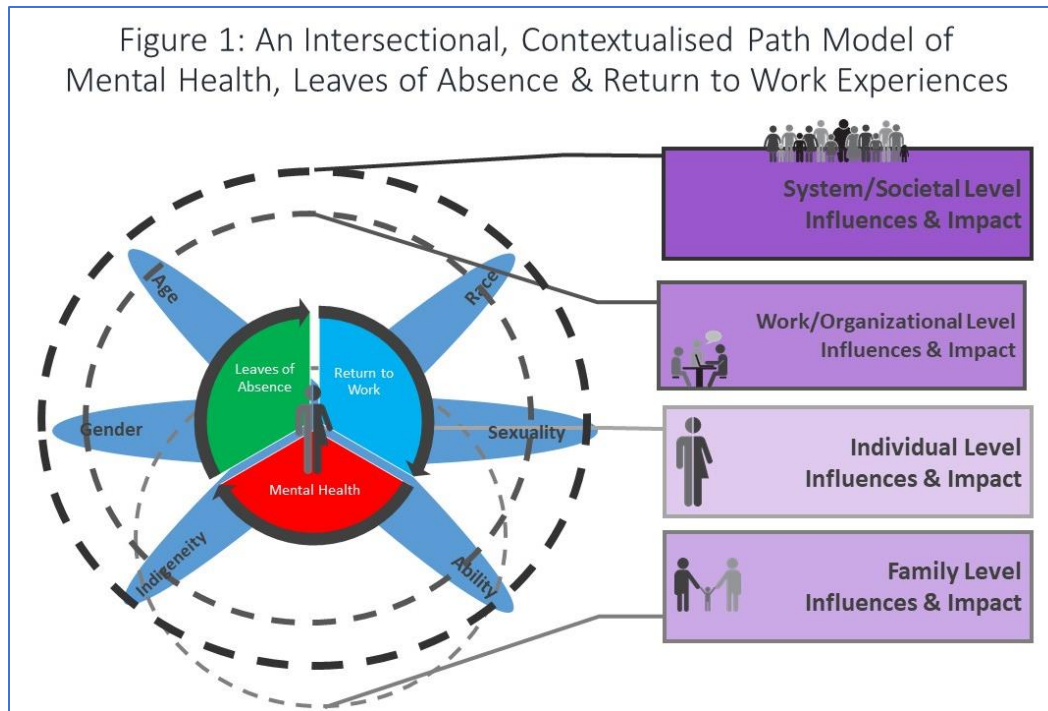 Figure 1: An Intersectional, Contextualised Path Model of
Mental Health, Leaves of Absence & Return to Work Experiences
System/Societal Level
Influences & Impact
Age
Race
Work/Organizational Level
Influences & Impact
Leaves of
Absence
Return to
Work
Gender
Sexuality
Individual Level
Influences & Impact
Mental Health
Indigeneity
Ability
Family Level
Influences & Impact